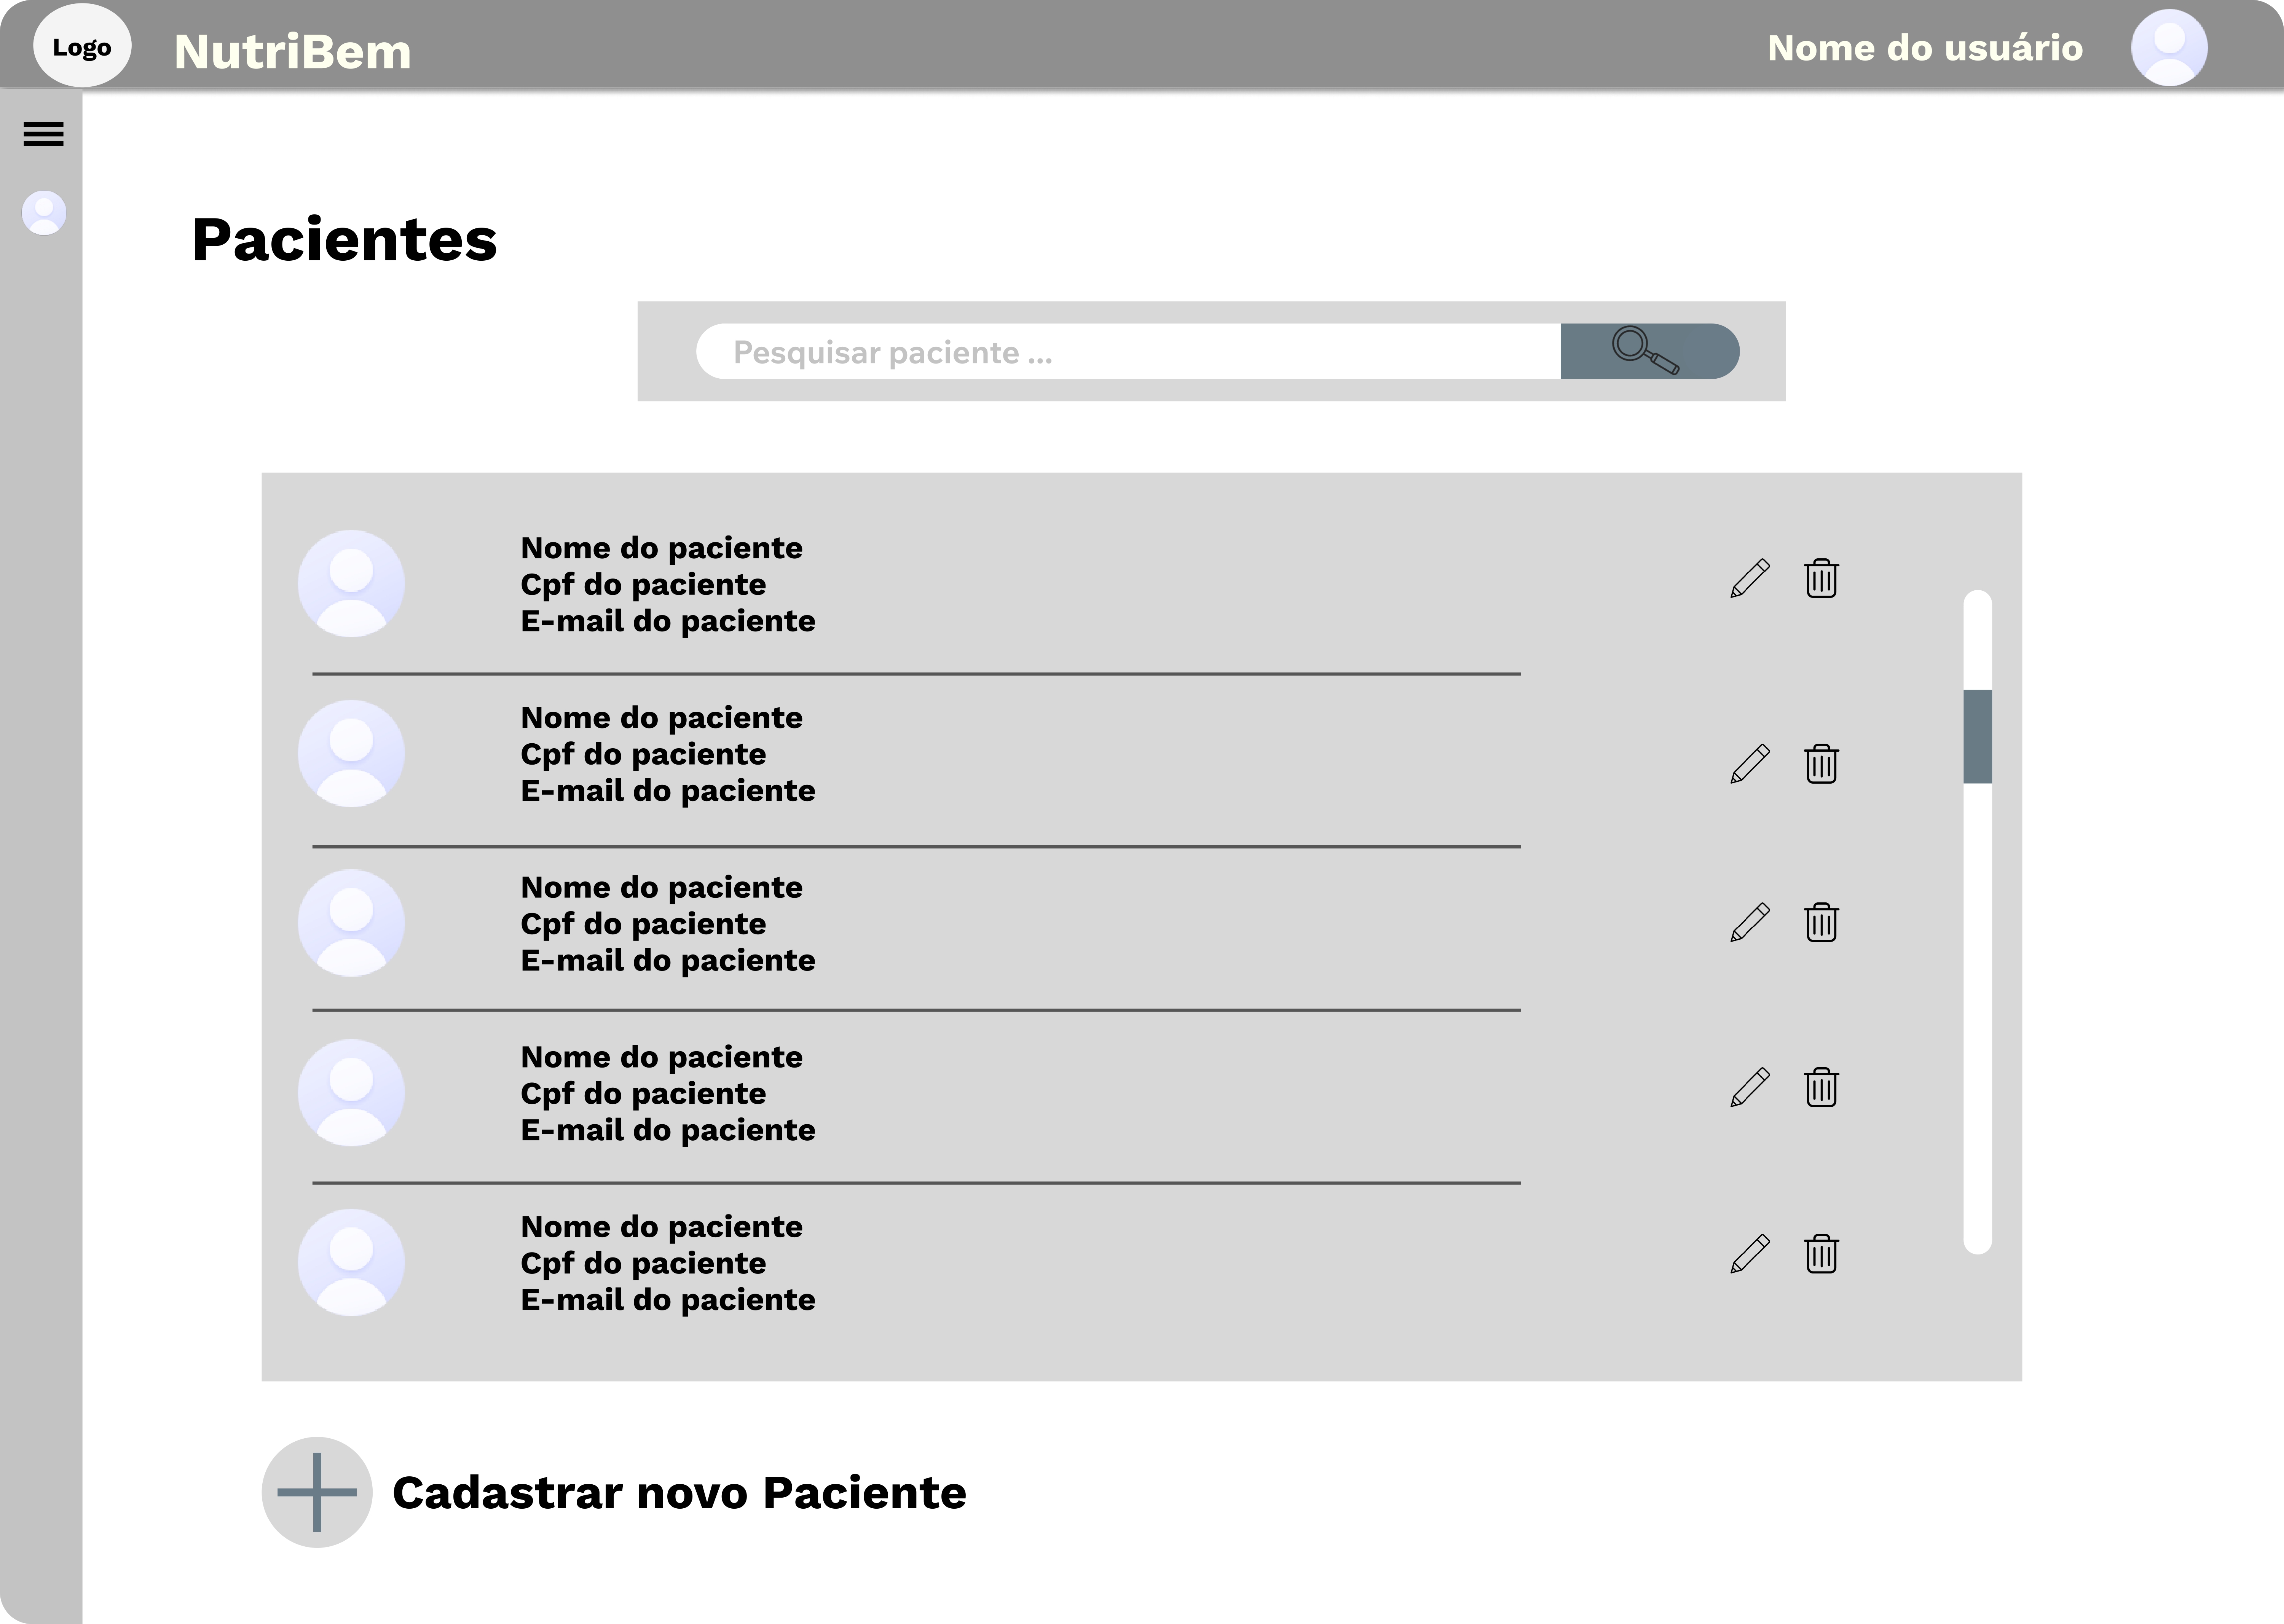 Logo
NutriBem
Nome do usuário
Pacientes
Pesquisar paciente ...
Nome do paciente
Cpf do paciente
E-mail do paciente
Nome do paciente
Cpf do paciente
E-mail do paciente
Nome do paciente
Cpf do paciente
E-mail do paciente
Nome do paciente
Cpf do paciente
E-mail do paciente
Nome do paciente
Cpf do paciente
E-mail do paciente
Cadastrar novo Paciente